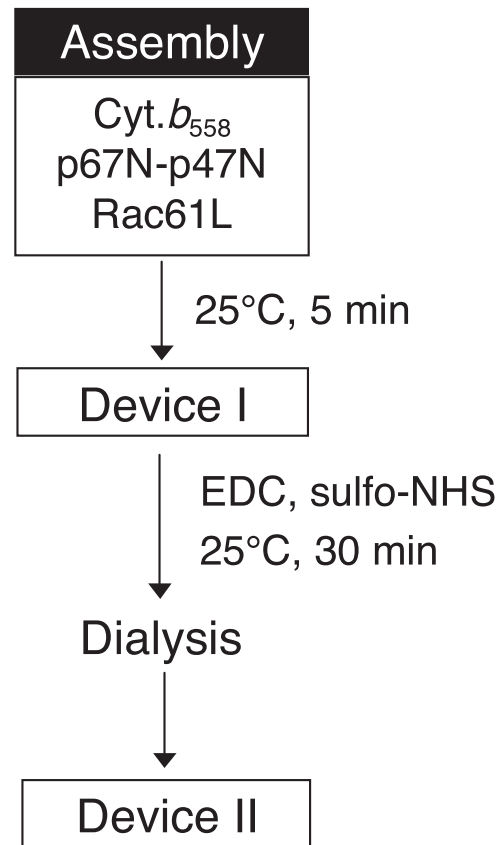 Assembly
Cyt.b558
p67N-p47N
Rac61L
25°C, 5 min
Device I
EDC, sulfo-NHS
25°C, 30 min
Dialysis
Device II